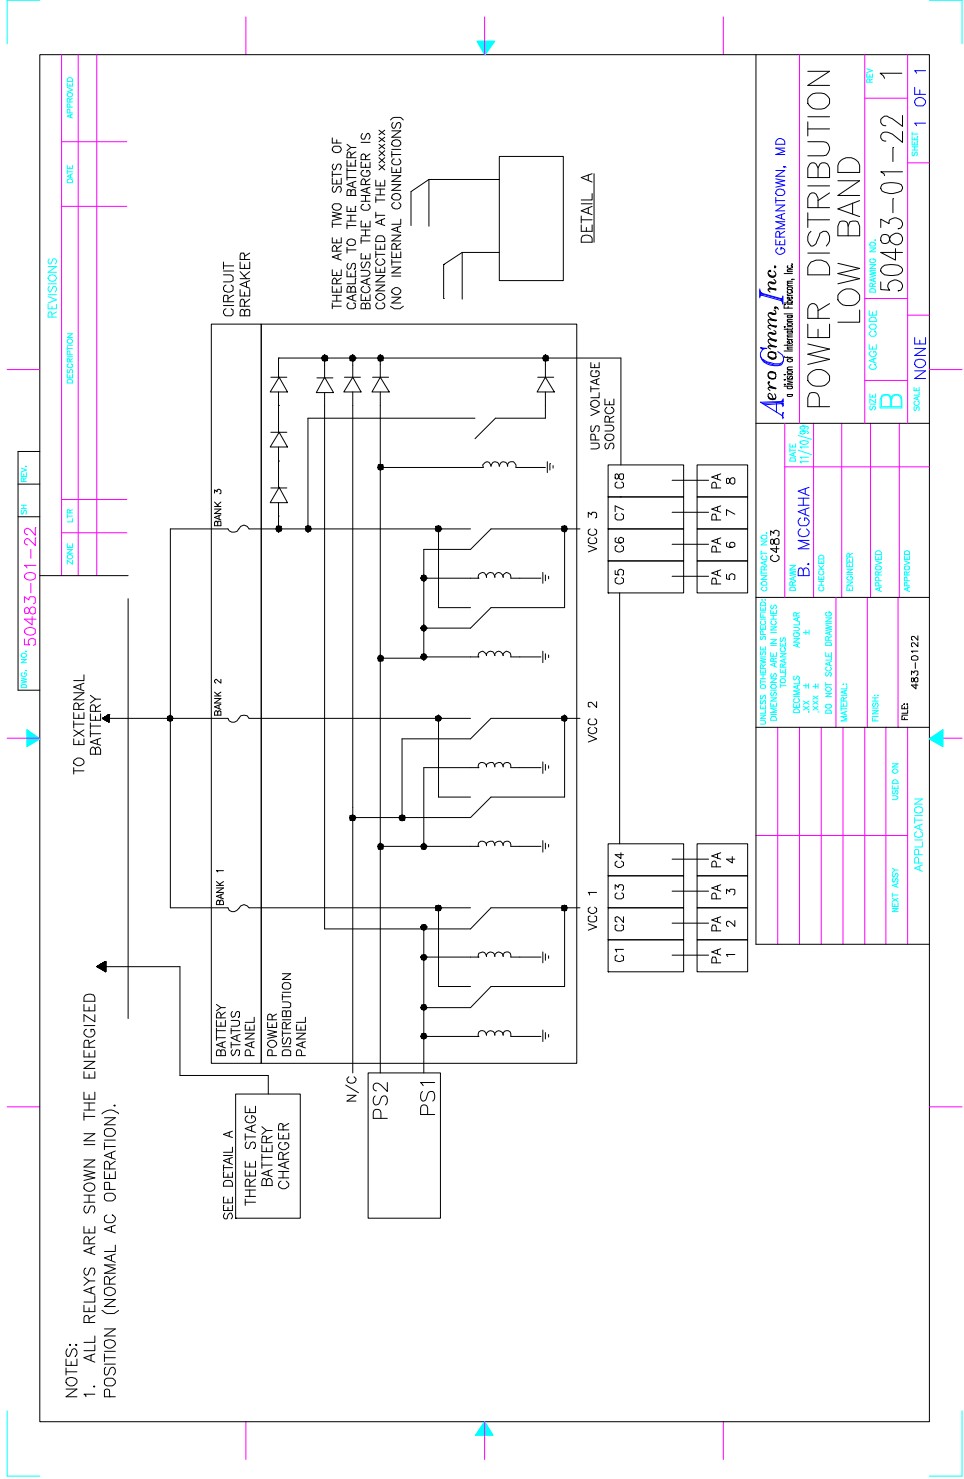 NOTES:
1. ALL RELAYS ARE SHOWN IN THE ENERGIZED
POSITION (NORMAL AC OPERATION).
DWG. NO.
50483-01-22
SH
REV.
REVISIONS
ZONE
LTR
DESCRIPTION
DATE
APPROVED
TO EXTERNAL
BATTERY
SEE DETAIL A
THREE STAGE
BATTERY
CHARGER
BATTERY
STATUS
PANEL
POWER
DISTRIBUTION
PANEL
BANK 1
BANK 2
BANK 3
CIRCUIT
BREAKER
THERE ARE TWO SETS OF
CABLES TO THE BATTERY
BECAUSE THE CHARGER IS
CONNECTED AT THE xxxxxx
(NO INTERNAL CONNECTIONS)
DETAIL A
N/C
PS2
PS1
VCC 1
VCC 2
VCC 3
UPS VOLTAGE
SOURCE
C1
C2
C3
C4
C5
C6
C7
C8
PA
1
PA
2
PA
3
PA
4
PA
5
PA
6
PA
7
PA
8
NEXT ASSY
USED ON
APPLICATION
UNLESS OTHERWISE SPECIFIED:
DIMENSIONS ARE IN INCHES
TOLERANCES
DECIMALS ANGULAR
.XX ± ±
.XXX ±
DO NOT SCALE DRAWING
MATERIAL:
FINISH:
FILE: 483-0122
CONTRACT NO.
C483
DRAWN
B. MCGAHA
DATE
11/10/99
CHECKED
ENGINEER
APPROVED
APPROVED
AeroComm, Inc. GERMANTOWN, MD
a division of International Fibercom, Inc.
POWER DISTRIBUTION
LOW BAND
SIZE
B
CAGE CODE
DRAWING NO.
50483-01-22
REV
1
SCALE NONE
SHEET 1 OF 1